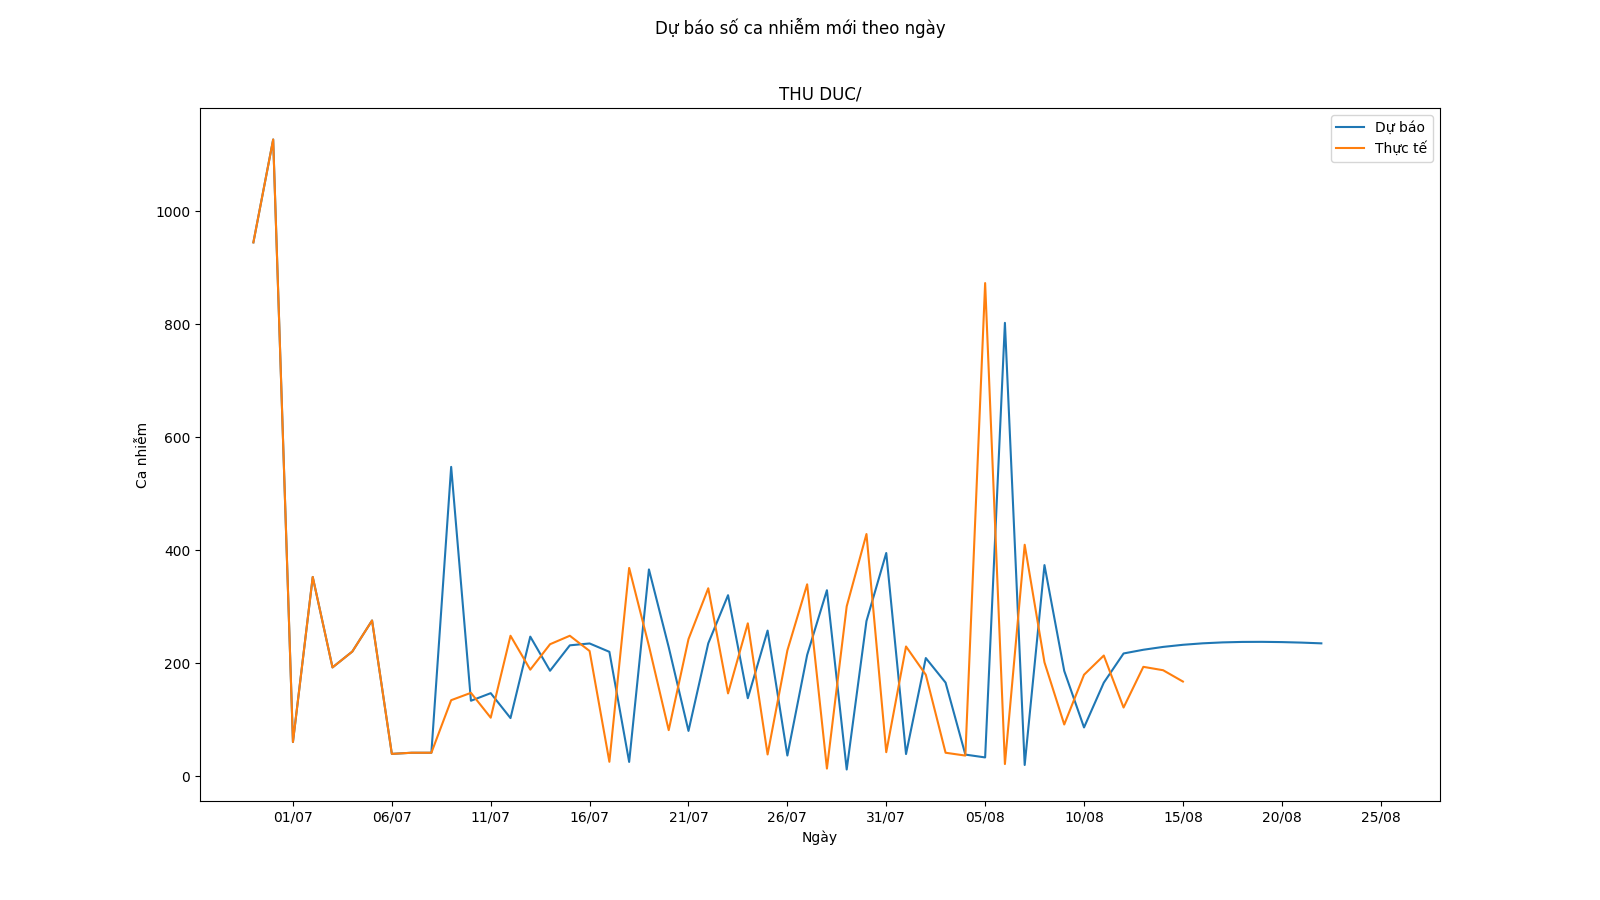 Dự báo số ca nhiễm mới theo ngày
THU DUC/
Dự báo
Thực tế
1000
800
600
400
200
0
Ca nhiễm
01/07 06/07 11/07 16/07 21/07 26/07 31/07 05/08 10/08 15/08 20/08 25/08
Ngày